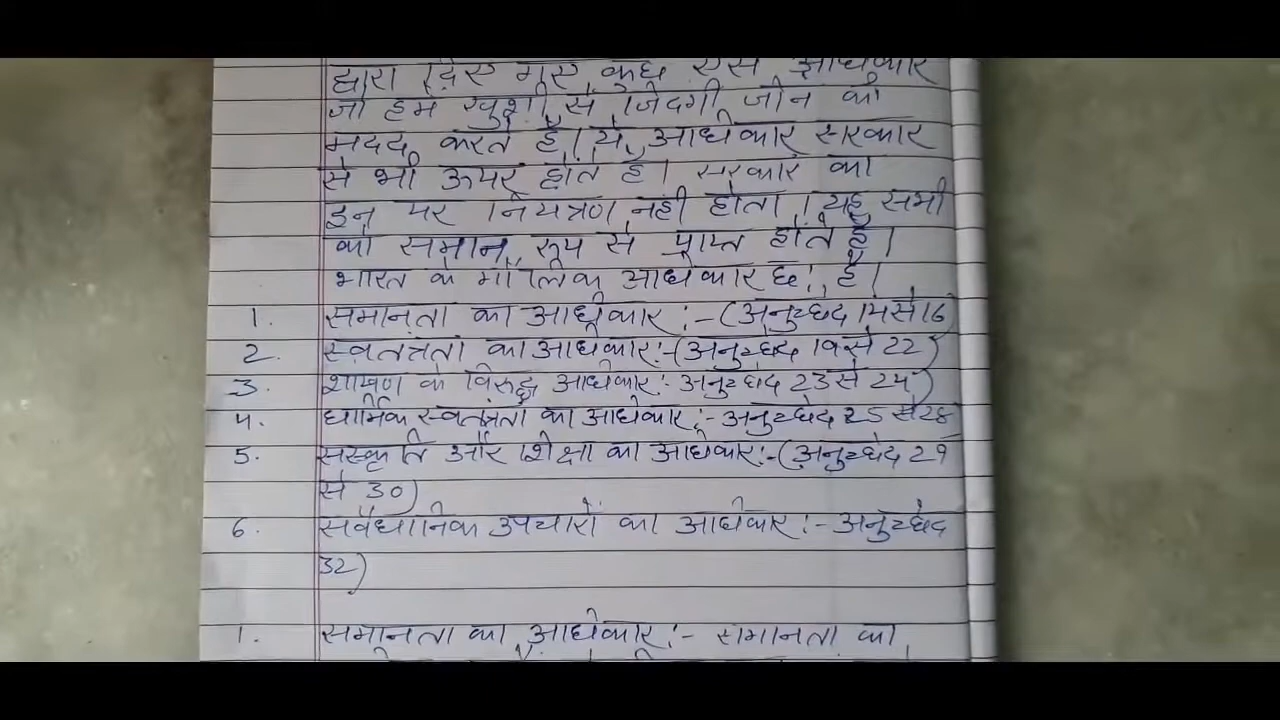 द्वारा दिए गए कुछ ऐसे अधिकार
जो हमे खुशी से जिंदगी जीने की
मदद करते है। ये अधिकार सरकार
से भी ऊपर होते है। सरकार का
इन पर नियंत्रण नही होता। यह सभी
को समान रूप से प्राप्त होते है।
भारत के मौलिक अधिकार छः है।
1. समानता का अधिकार :- (अनुच्छेद 14 से 16
2. स्वतंत्रता का अधिकार :- (अनुच्छेद 19 से 22)
3. शोषण के विरुद्ध अधिकार :- अनुच्छेद 23 से 24)
4. धार्मिक स्वतंत्रता का अधिकार :- अनुच्छेद 25 से 28
5. संस्कृति और शिक्षा का अधिकार :- (अनुच्छेद 29
से 30)
6. सवैधानिक उपचारों का अधिकार :- अनुच्छेद
32)
1. समानता का अधिकार :- समानता का